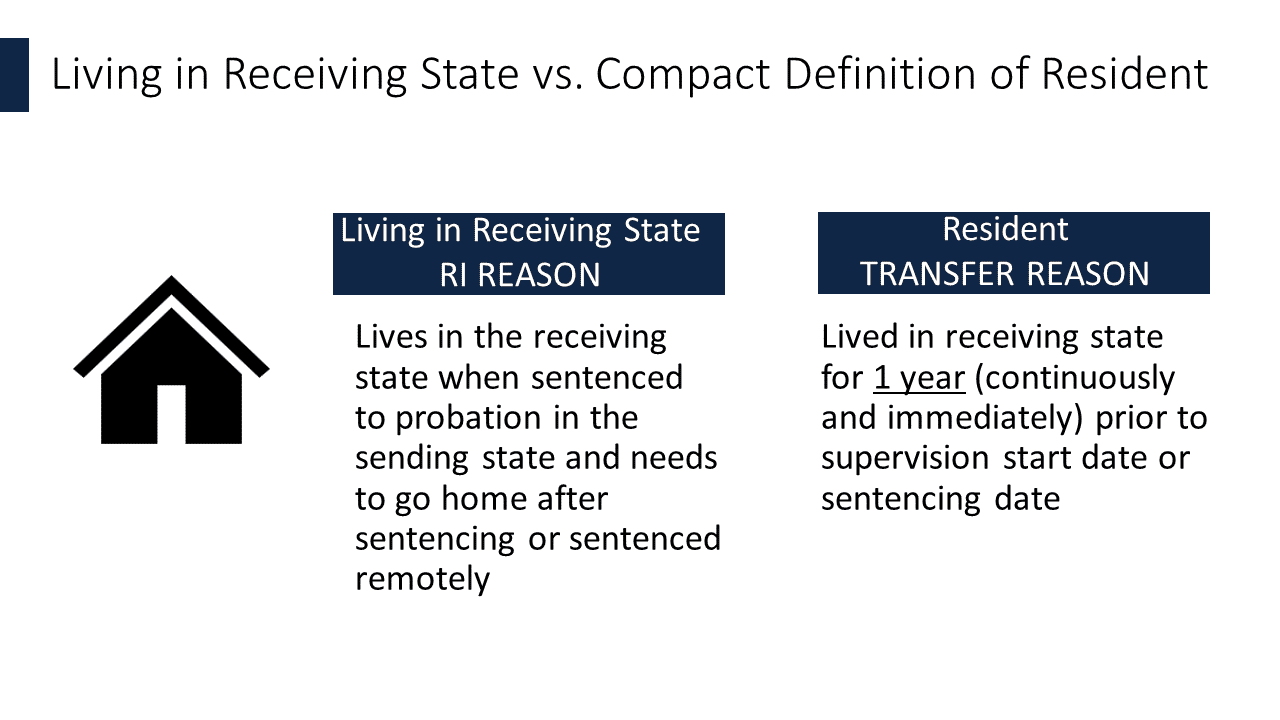 Living in Receiving State vs. Compact Definition of Resident
Living in Receiving State
RI REASON
Lives in the receiving
state when sentenced
to probation in the
sending state and needs
to go home after
sentencing or sentenced
remotely
Resident
TRANSFER REASON
Lived in receiving state
for 1 year (continuously
and immediately) prior to
supervision start date or
sentencing date